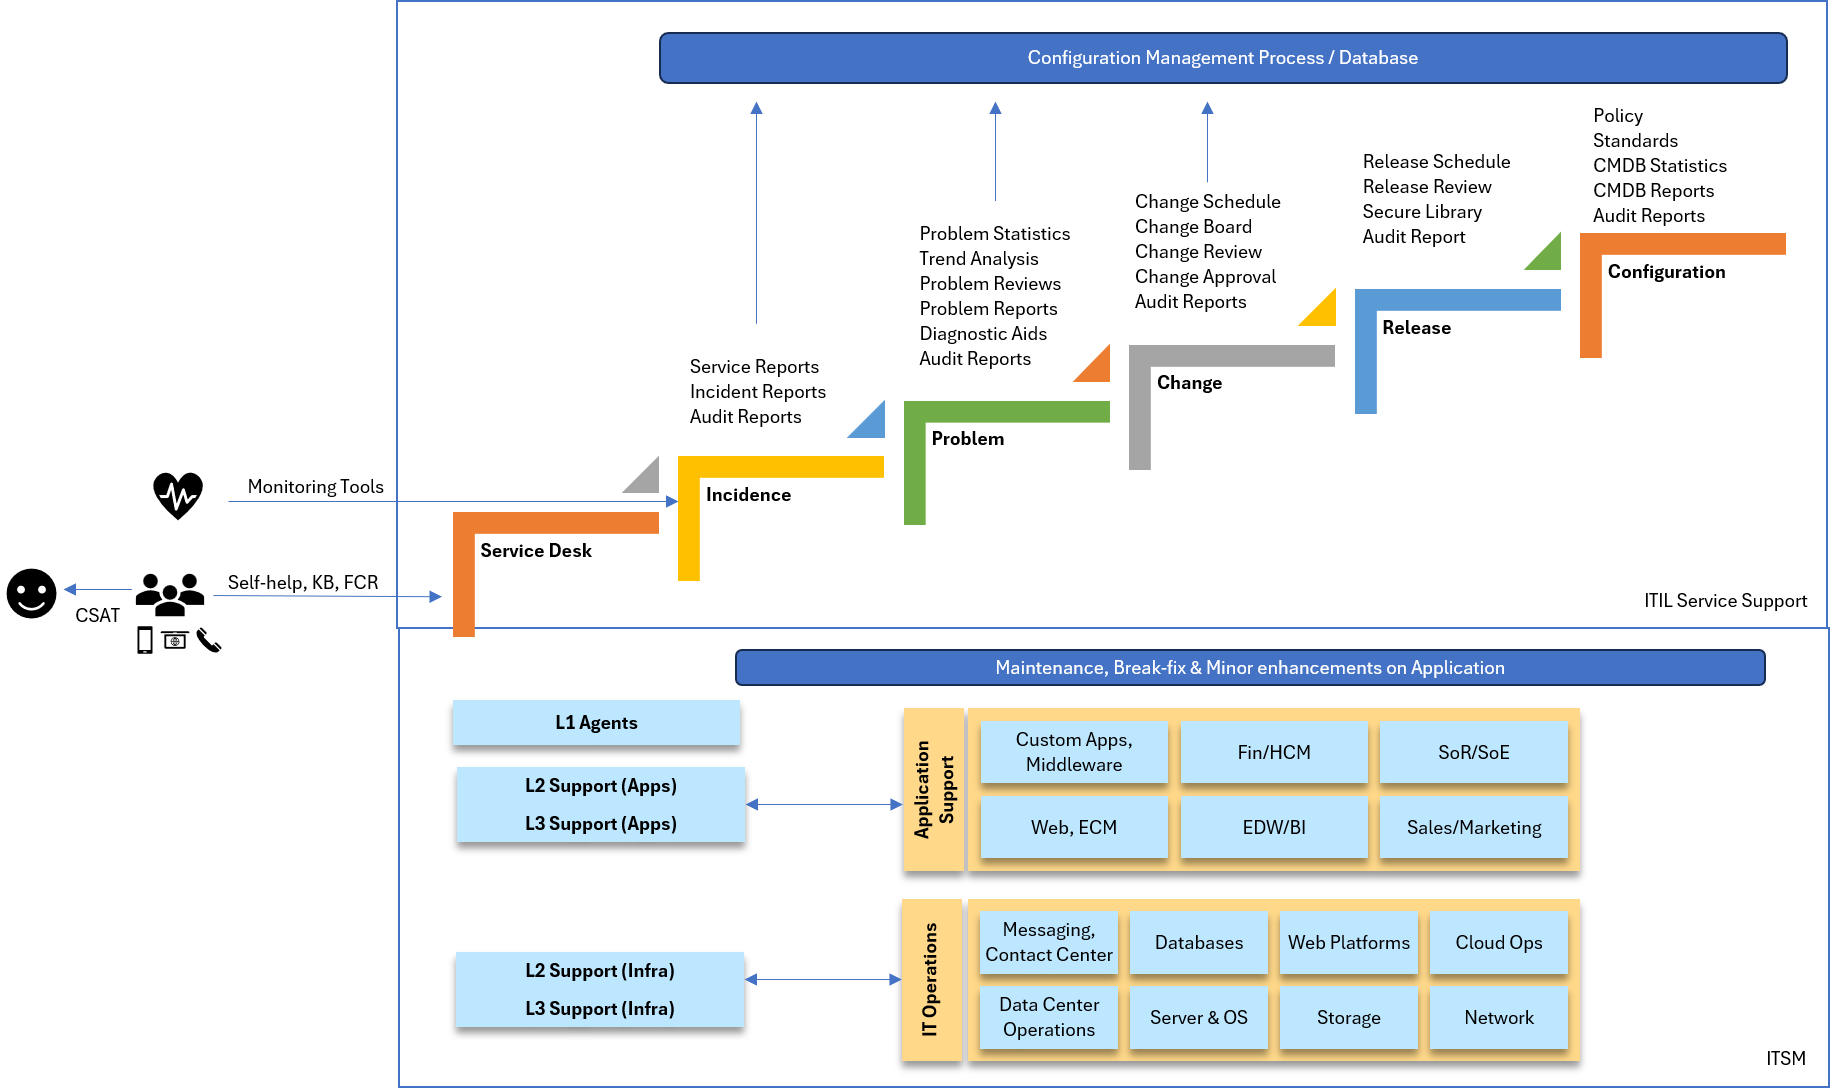 Configuration Management Process / Database
Policy
Standards
CMDB Statistics
CMDB Reports
Audit Reports
Release Schedule
Release Review
Secure Library
Audit Report
Change Schedule
Change Board
Change Review
Change Approval
Audit Reports
Problem Statistics
Trend Analysis
Problem Reviews
Problem Reports
Diagnostic Aids
Audit Reports
Service Reports
Incident Reports
Audit Reports
Configuration
Release
Change
Problem
Incidence
Service Desk
Monitoring Tools
Self-help, KB, FCR
CSAT
ITIL Service Support
Maintenance, Break-fix & Minor enhancements on Application
L1 Agents
L2 Support (Apps)
L3 Support (Apps)
Application
Support
Custom Apps,
Middleware
Fin/HCM
SoR/SoE
Web, ECM
EDW/BI
Sales/Marketing
L2 Support (Infra)
L3 Support (Infra)
IT Operations
Messaging,
Contact Center
Databases
Web Platforms
Cloud Ops
Data Center
Operations
Server & OS
Storage
Network
ITSM